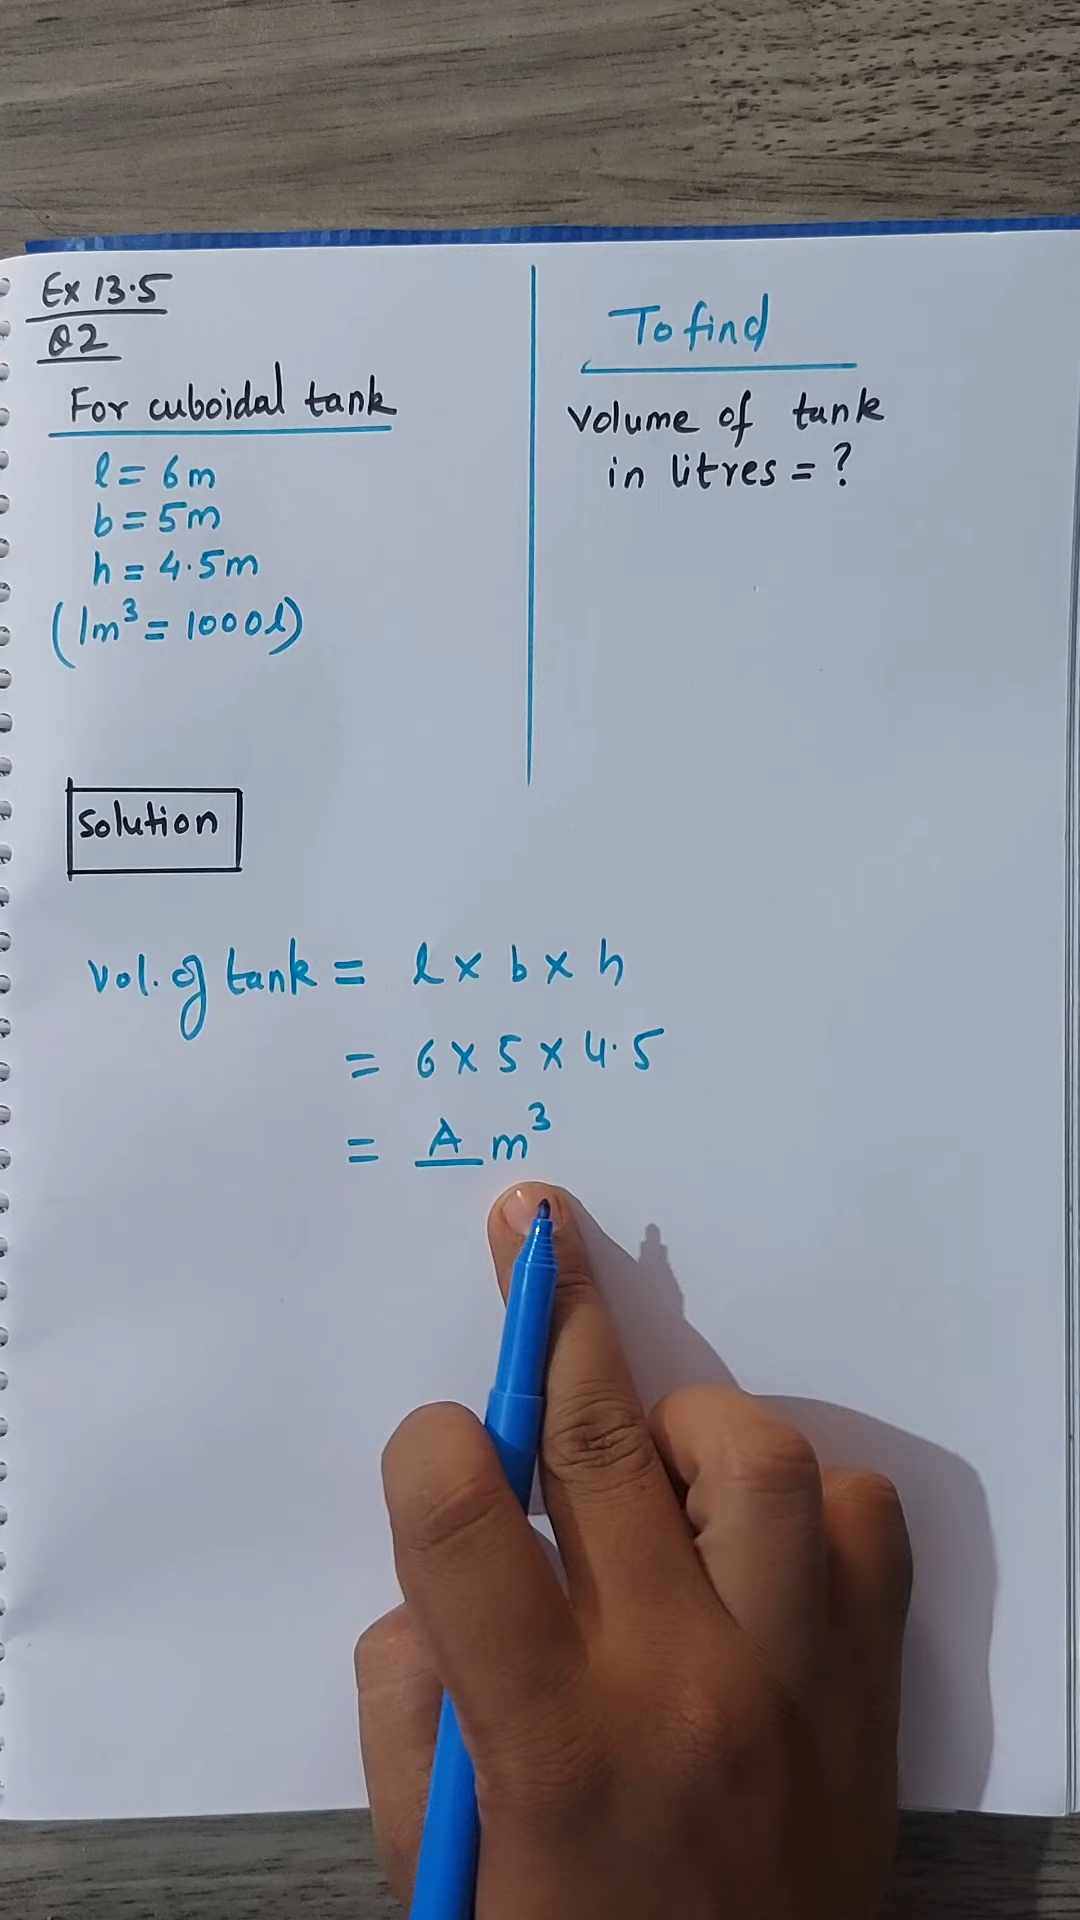 Ex 13.5
Q2
For cuboidal tank
l = 6m
b = 5m
h = 4.5m
(1m³ = 1000l)
To find
Volume of tank
in litres = ?
Solution
Vol. of tank = l × b × h
= 6 × 5 × 4.5
= A m³